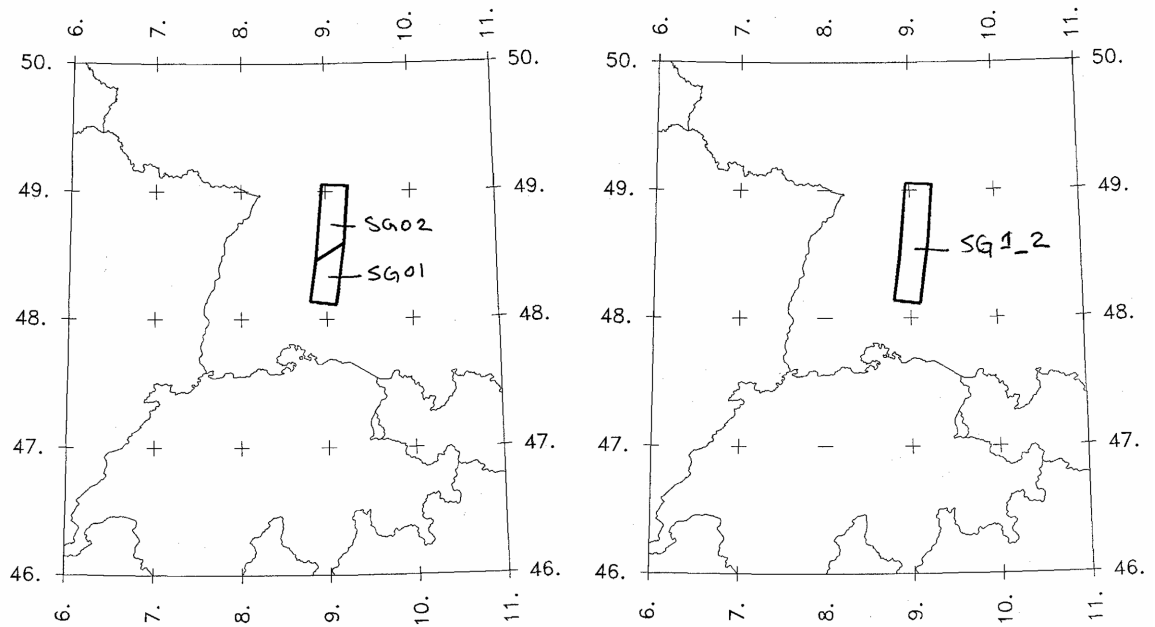 6. 7. 8. 9. 10. 11.
50. 50.
49. 49.
SG02
SG01
48. 48.
47. 47.
46. 46.
6. 7. 8. 9. 10. 11.
6. 7. 8. 9. 10. 11.
50. 50.
49. 49.
SG1_2
48. 48.
47. 47.
46. 46.
6. 7. 8. 9. 10. 11.